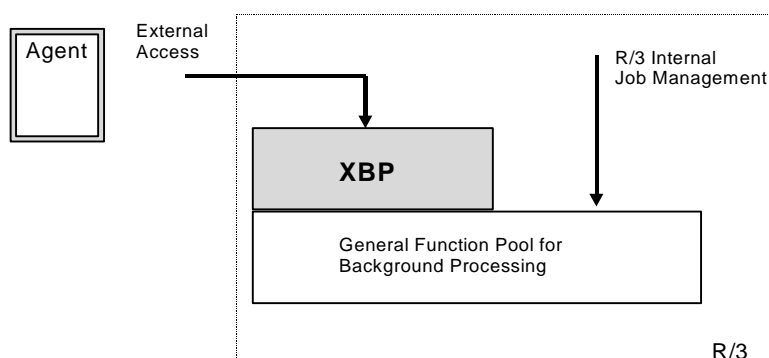 Agent
External
Access
R/3 Internal
Job Management
XBP
General Function Pool for
Background Processing
R/3